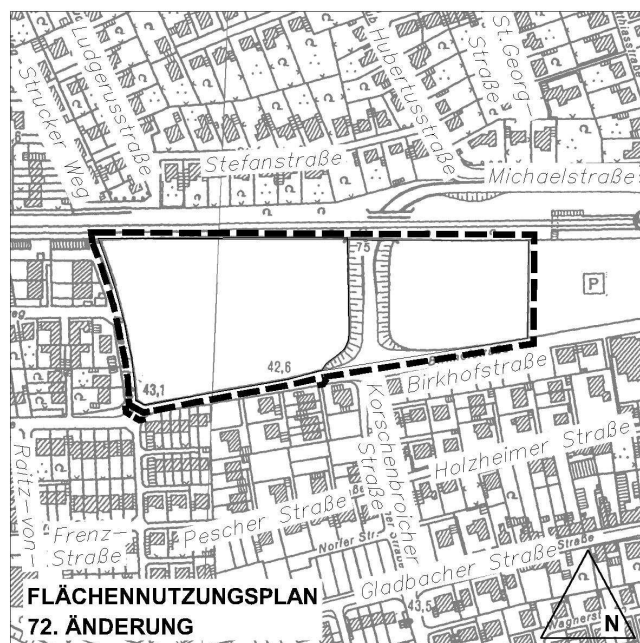 St. Georg-
Straße
Hubertusstraße
Ludgerusstraße
Strucker Weg
Stefanstraße
Michaelstraße
75
P
42,6
43,1
Birkhofstraße
Korschenbroicher
Straße
Holzheimer Straße
Raitz-von-
Frenz-
Straße
Pescher Straße
Norfer Str.
Gladbacher Straße
43,5
FLÄCHENNUTZUNGSPLAN
72. ÄNDERUNG
N